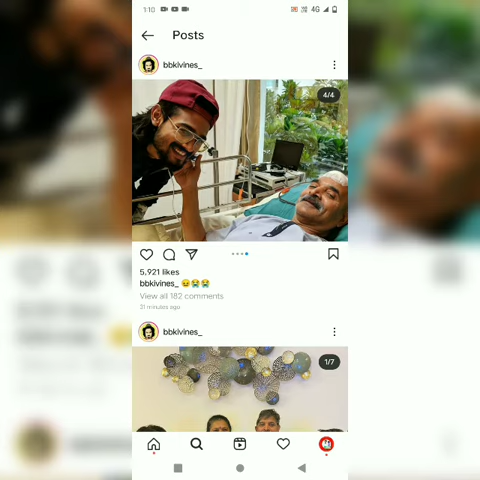 1:10
4G
Posts
bbkivines_
4/4
5,921 likes
bbkivines_ 😖😭😭
View all 182 comments
21 minutes ago
bbkivines_
1/7